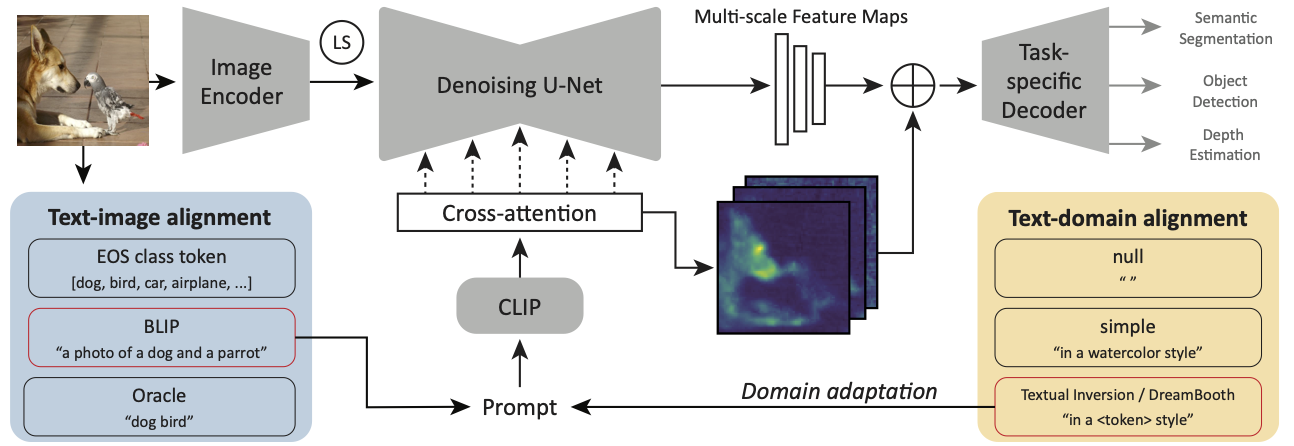 Image
Encoder
LS
Denoising U-Net
Multi-scale Feature Maps
Task-
specific
Decoder
Semantic
Segmentation
Object
Detection
Depth
Estimation
Text-image alignment
EOS class token
[dog, bird, car, airplane, ...]
BLIP
“a photo of a dog and a parrot”
Oracle
“dog bird”
Cross-attention
CLIP
Prompt
Domain adaptation
Text-domain alignment
null
“ ”
simple
“in a watercolor style”
Textual Inversion / DreamBooth
“in a <token> style”